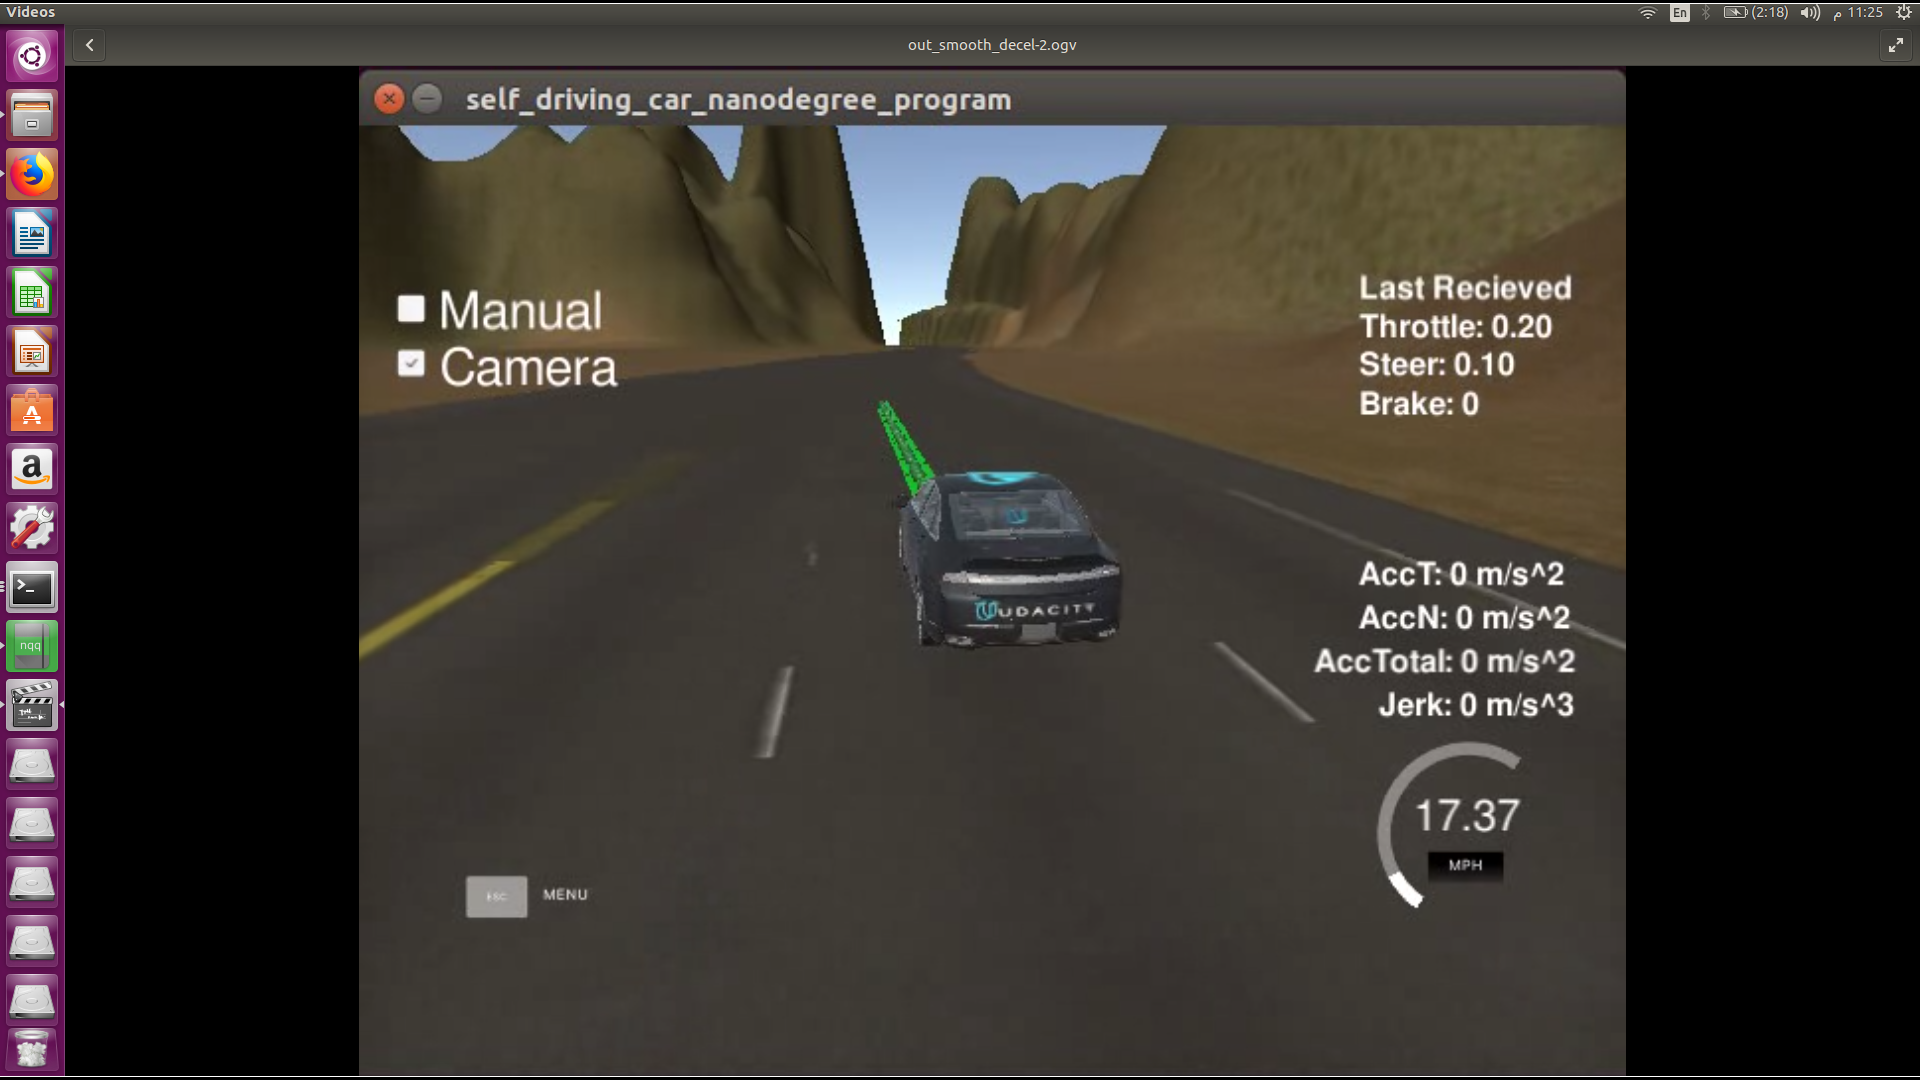 Videos
En
(2:18)
م 11:25
out_smooth_decel-2.ogv
self_driving_car_nanodegree_program
Manual
Camera
Last Recieved
Throttle: 0.20
Steer: 0.10
Brake: 0
UDACITY
AccT: 0 m/s^2
AccN: 0 m/s^2
AccTotal: 0 m/s^2
Jerk: 0 m/s^3
17.37
MPH
ESC
MENU
A
a
>_
nqq